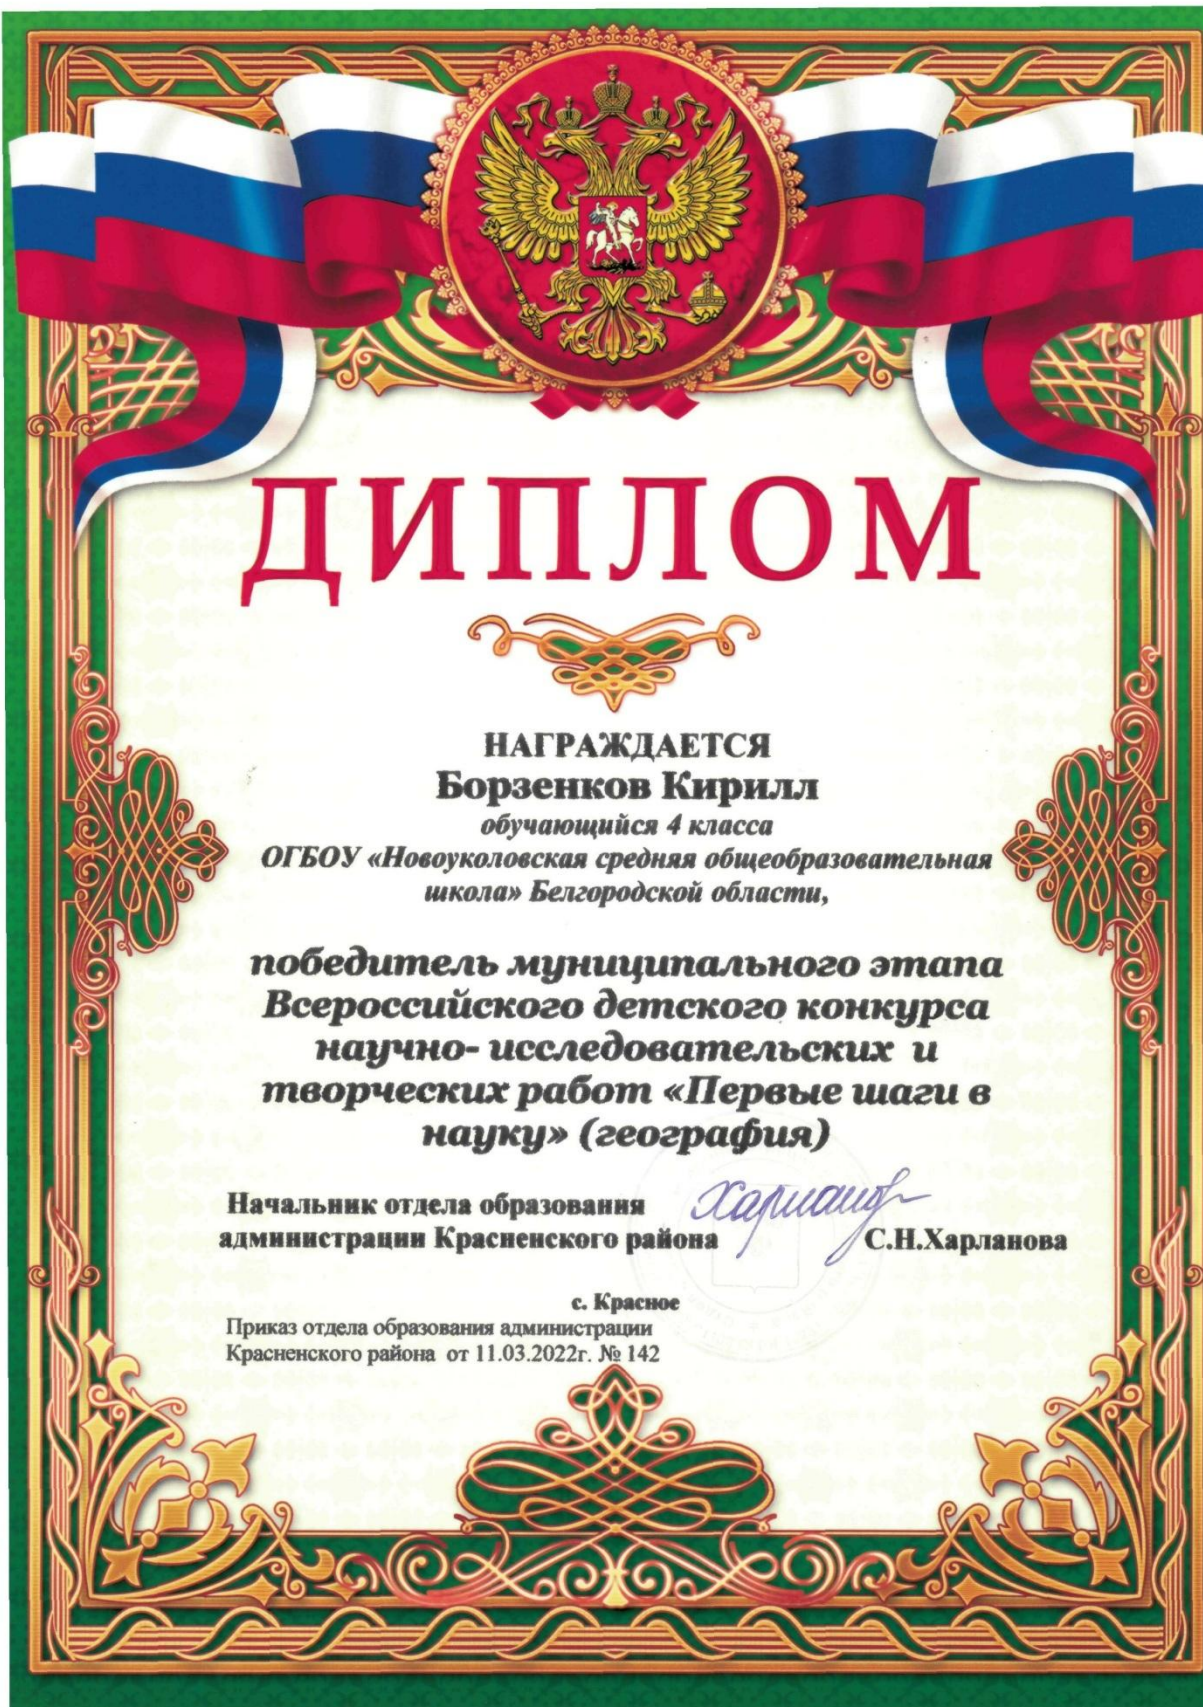 ДИПЛОМ
НАГРАЖДАЕТСЯ
Борзенков Кирилл
обучающийся 4 класса
ОГБОУ «Новоуколовская средняя общеобразовательная
школа» Белгородской области,
победитель муниципального этапа
Всероссийского детского конкурса
научно- исследовательских и
творческих работ «Первые шаги в
науку» (география)
Начальник отдела образования
администрации Красненского района С.Н.Харланова
с. Красное
Приказ отдела образования администрации
Красненского района от 11.03.2022г. № 142